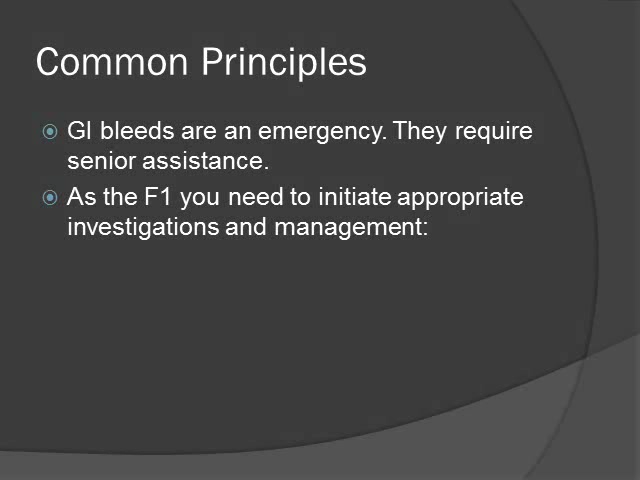 Common Principles
GI bleeds are an emergency. They require
senior assistance.
As the F1 you need to initiate appropriate
investigations and management: